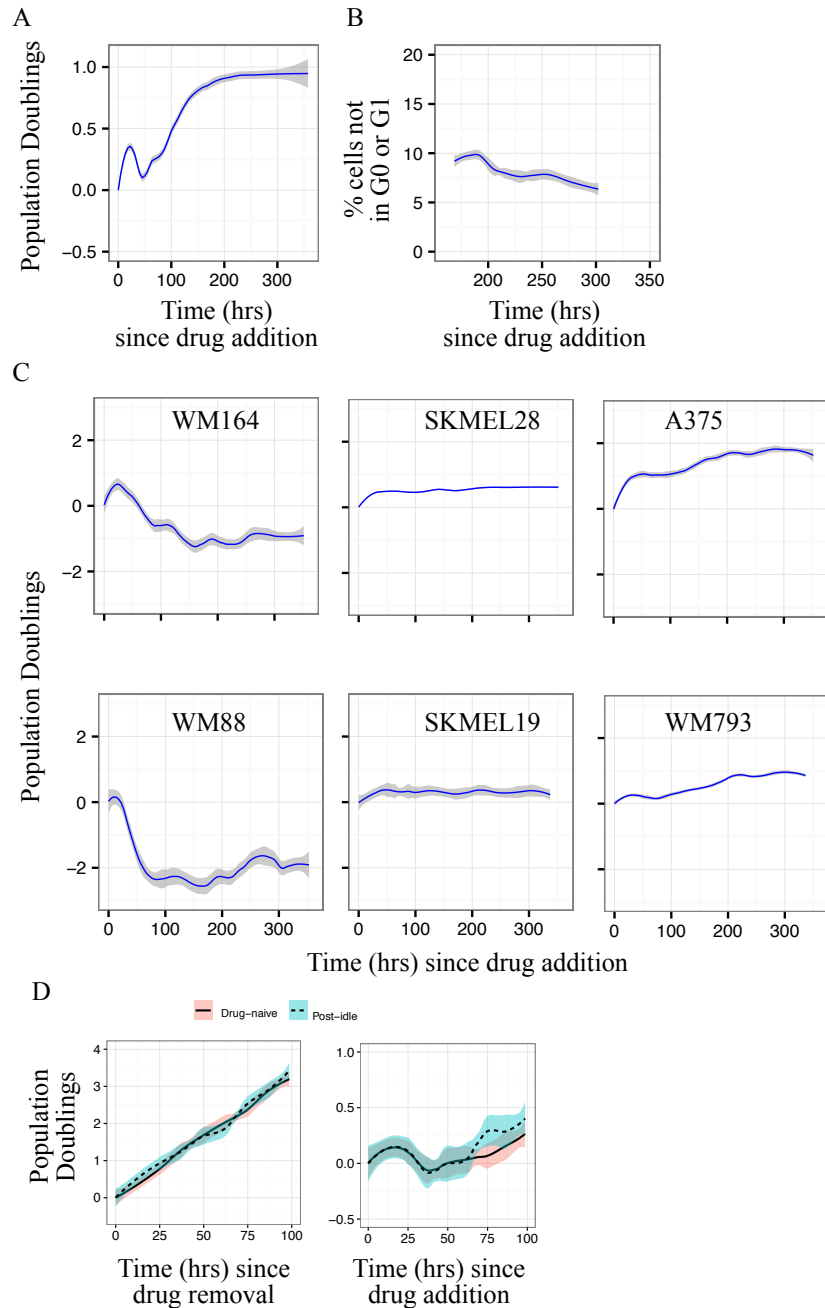 A
Population Doublings
1.0
0.5
0.0
−0.5
0 100 200 300
Time (hrs)
since drug addition
B
% cells not
in G0 or G1
20
15
10
5
0
200 250 300 350
Time (hrs)
since drug addition
C
Population Doublings
WM164
SKMEL28
A375
2
0
−2
WM88
SKMEL19
WM793
2
0
−2
0 100 200 300
0 100 200 300
0 100 200 300
Time (hrs) since drug addition
D
Drug−naive
Post−idle
Population
Doublings
4
3
2
1
0
0 25 50 75 100
Time (hrs) since
drug removal
1.0
0.5
0.0
−0.5
0 25 50 75 100
Time (hrs) since
drug addition